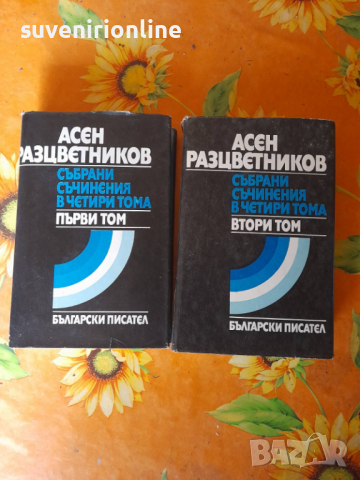 suvenirionline
АСЕН
РАЗЦВЕТНИКОВ
СЪБРАНИ
СЪЧИНЕНИЯ
В ЧЕТИРИ ТОМА
ПЪРВИ ТОМ
БЪЛГАРСКИ ПИСАТЕЛ
АСЕН
РАЗЦВЕТНИКОВ
СЪБРАНИ
СЪЧИНЕНИЯ
В ЧЕТИРИ ТОМА
ВТОРИ ТОМ
БЪЛГАРСКИ ПИСАТЕЛ
BAZAR